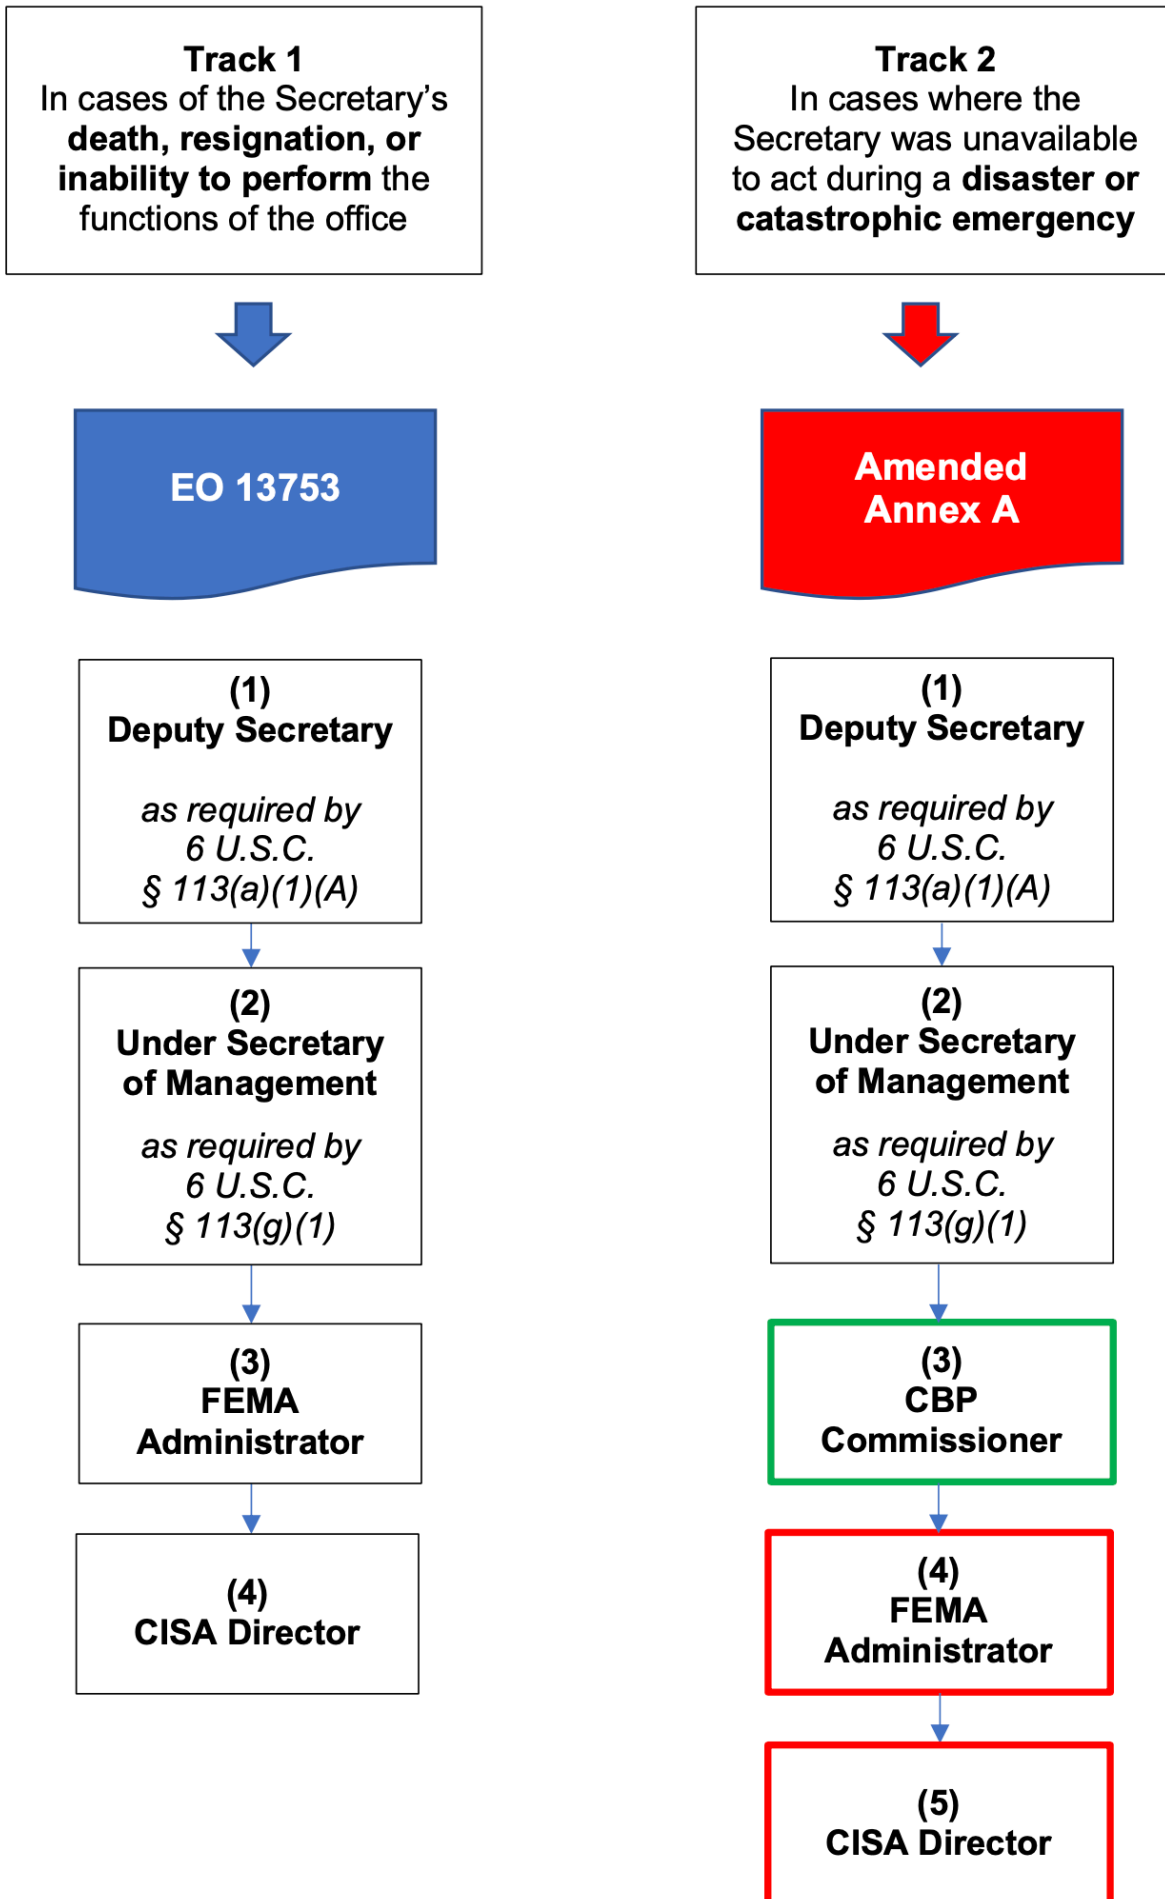 Track 1
In cases of the Secretary’s
death, resignation, or
inability to perform the
functions of the office
EO 13753
(1)
Deputy Secretary
as required by
6 U.S.C.
§ 113(a)(1)(A)
(2)
Under Secretary
of Management
as required by
6 U.S.C.
§ 113(g)(1)
(3)
FEMA
Administrator
(4)
CISA Director
Track 2
In cases where the
Secretary was unavailable
to act during a disaster or
catastrophic emergency
Amended
Annex A
(1)
Deputy Secretary
as required by
6 U.S.C.
§ 113(a)(1)(A)
(2)
Under Secretary
of Management
as required by
6 U.S.C.
§ 113(g)(1)
(3)
CBP
Commissioner
(4)
FEMA
Administrator
(5)
CISA Director